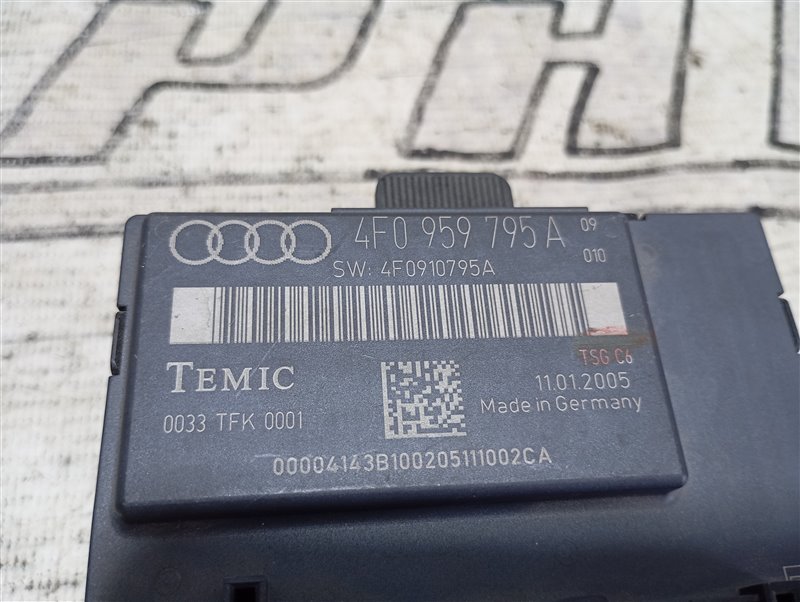 4F0 959 795 A 09
010
SW: 4F0910795A
TSG C6
TEMIC
11.01.2005
0033 TFK 0001
Made in Germany
00004143B100205111002CA